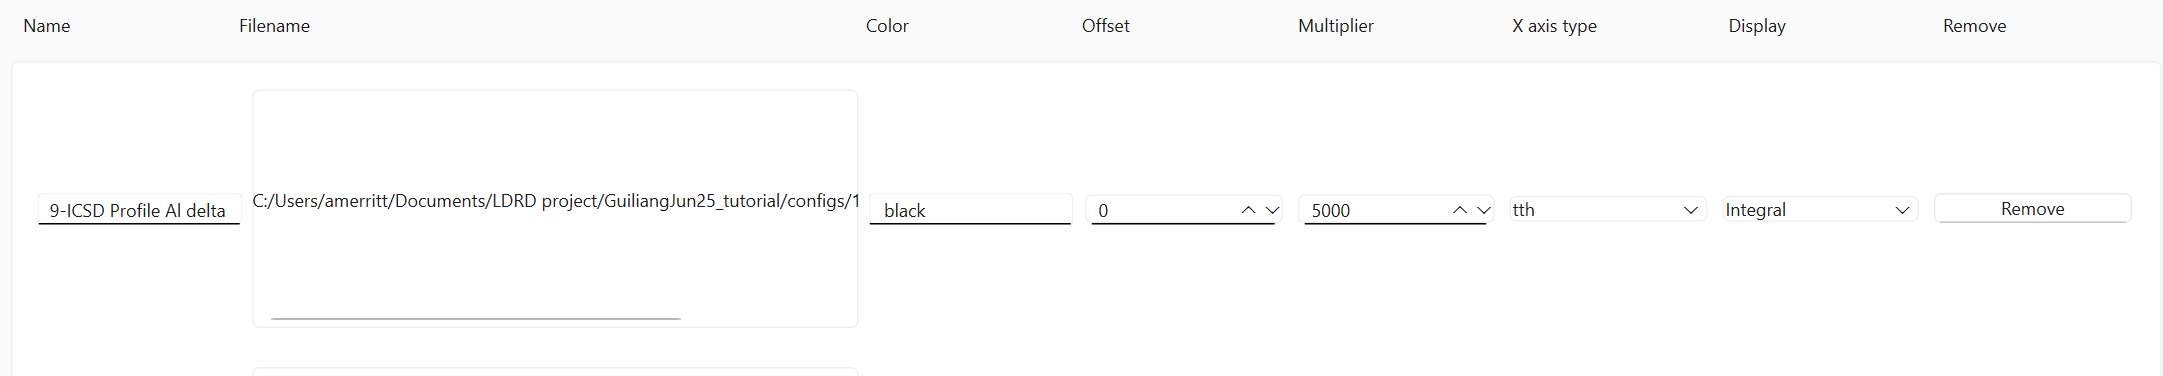 Name Filename Color Offset Multiplier X axis type Display Remove
9-ICSD Profile Al delta C:/Users/amerritt/Documents/LDRD project/GuiliangJun25_tutorial/configs/1 black 0 5000 tth Integral Remove